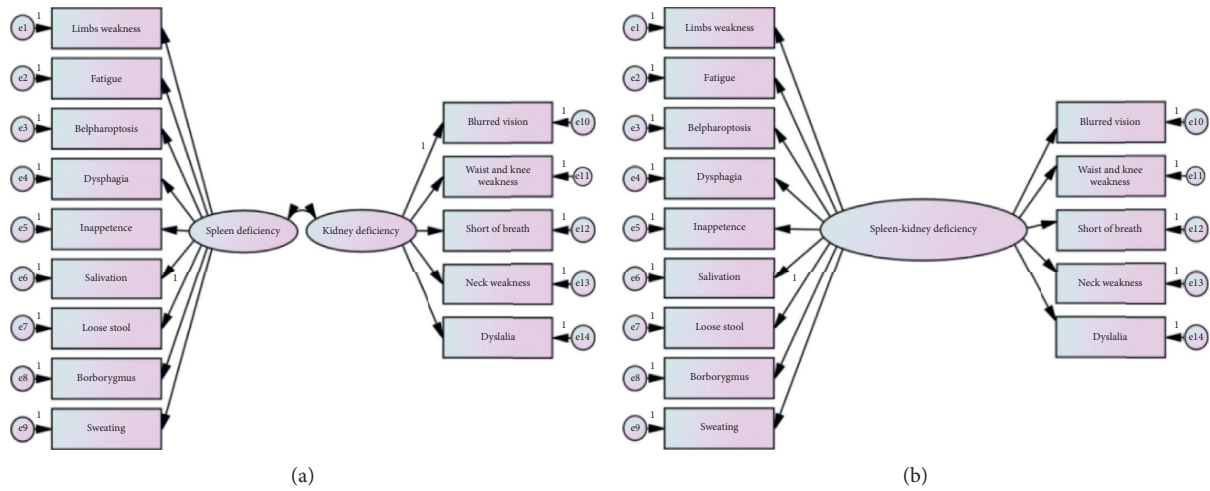 e1
1
Limbs weakness
e2
1
Fatigue
e3
1
Belpharoptosis
e4
1
Dysphagia
e5
1
Inappetence
e6
1
Salivation
e7
1
Loose stool
e8
1
Borborygmus
e9
1
Sweating
1
Spleen deficiency
Kidney deficiency
1
Blurred vision
1
e10
Waist and knee
weakness
1
e11
Short of breath
1
e12
Neck weakness
1
e13
Dyslalia
1
e14
(a)
e1
1
Limbs weakness
e2
1
Fatigue
e3
1
Belpharoptosis
e4
1
Dysphagia
e5
1
Inappetence
e6
1
Salivation
e7
1
Loose stool
e8
1
Borborygmus
e9
1
Sweating
1
Spleen-kidney deficiency
Blurred vision
1
e10
Waist and knee
weakness
1
e11
Short of breath
1
e12
Neck weakness
1
e13
Dyslalia
1
e14
(b)